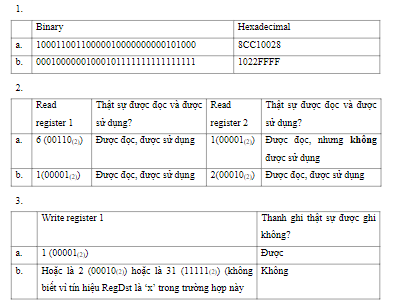 1.
Binary Hexadecimal
a. 10001100110000010000000000101000 8CC10028
b. 00010000001000101111111111111111 1022FFFF
2.
Read Thật sự được đọc và được Read Thật sự được đọc và được
register 1 sử dụng? register 2 sử dụng?
a. 6 (00110(2)) Được đọc, được sử dụng 1(00001(2)) Được đọc, nhưng không
được sử dụng
b. 1(00001(2)) Được đọc, được sử dụng 2(00010(2)) Được đọc, được sử dụng
3.
Write register 1 Thanh ghi thật sự được ghi
không?
a. 1 (00001(2)) Được
b. Hoặc là 2 (00010(2)) hoặc là 31 (11111(2)) (không Không
biết vì tín hiệu RegDst là ‘x’ trong trường hợp này